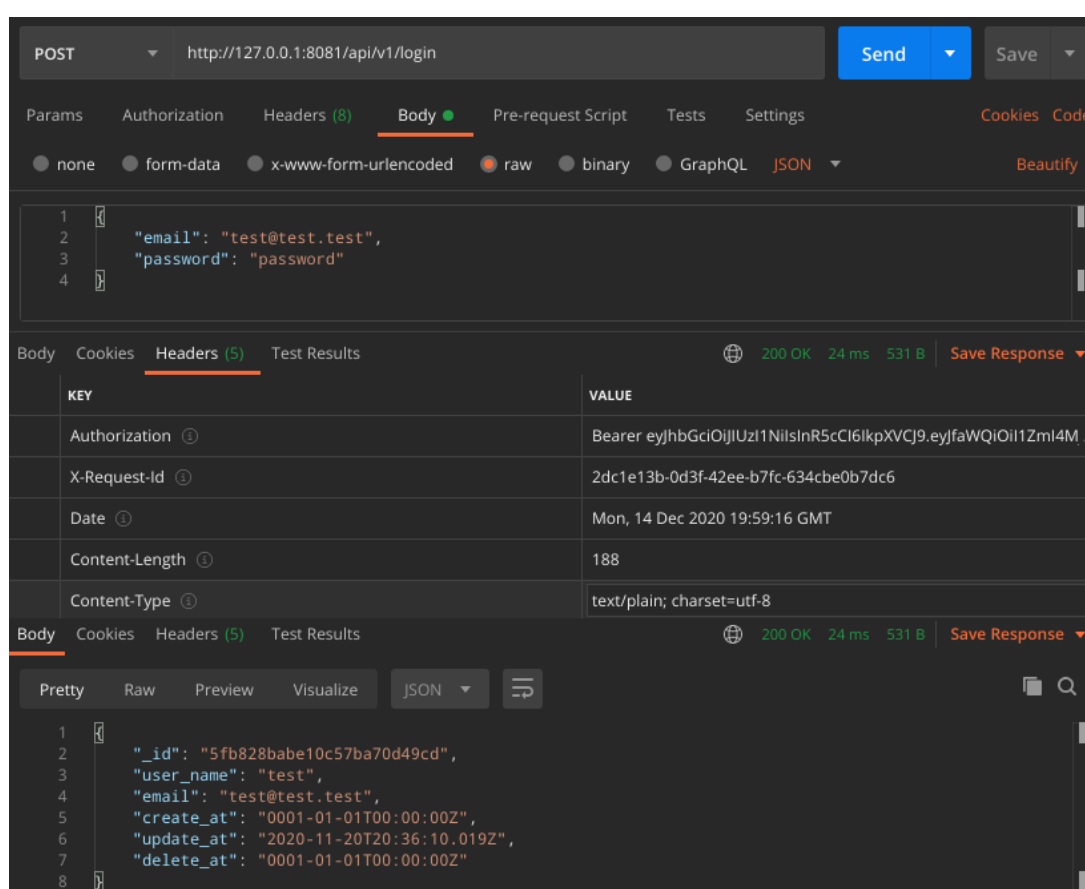 POST http://127.0.0.1:8081/api/v1/login Send Save
Params Authorization Headers (8) Body Pre-request Script Tests Settings Cookies Code
none form-data x-www-form-urlencoded raw binary GraphQL JSON Beautify
1 {
2 "email": "test@test.test",
3 "password": "password"
4 }
Body Cookies Headers (5) Test Results 200 OK 24 ms 531 B Save Response
KEY VALUE
Authorization Bearer eyJhbGciOiJIUzI1NiIsInR5cCI6IkpXVCJ9.eyJfaWQiOiI1ZmI4M
X-Request-Id 2dc1e13b-0d3f-42ee-b7fc-634cbe0b7dc6
Date Mon, 14 Dec 2020 19:59:16 GMT
Content-Length 188
Content-Type text/plain; charset=utf-8
Body Cookies Headers (5) Test Results 200 OK 24 ms 531 B Save Response
Pretty Raw Preview Visualize JSON
1 {
2 "_id": "5fb828babe10c57ba70d49cd",
3 "user_name": "test",
4 "email": "test@test.test",
5 "create_at": "0001-01-01T00:00:00Z",
6 "update_at": "2020-11-20T20:36:10.019Z",
7 "delete_at": "0001-01-01T00:00:00Z"
8 }